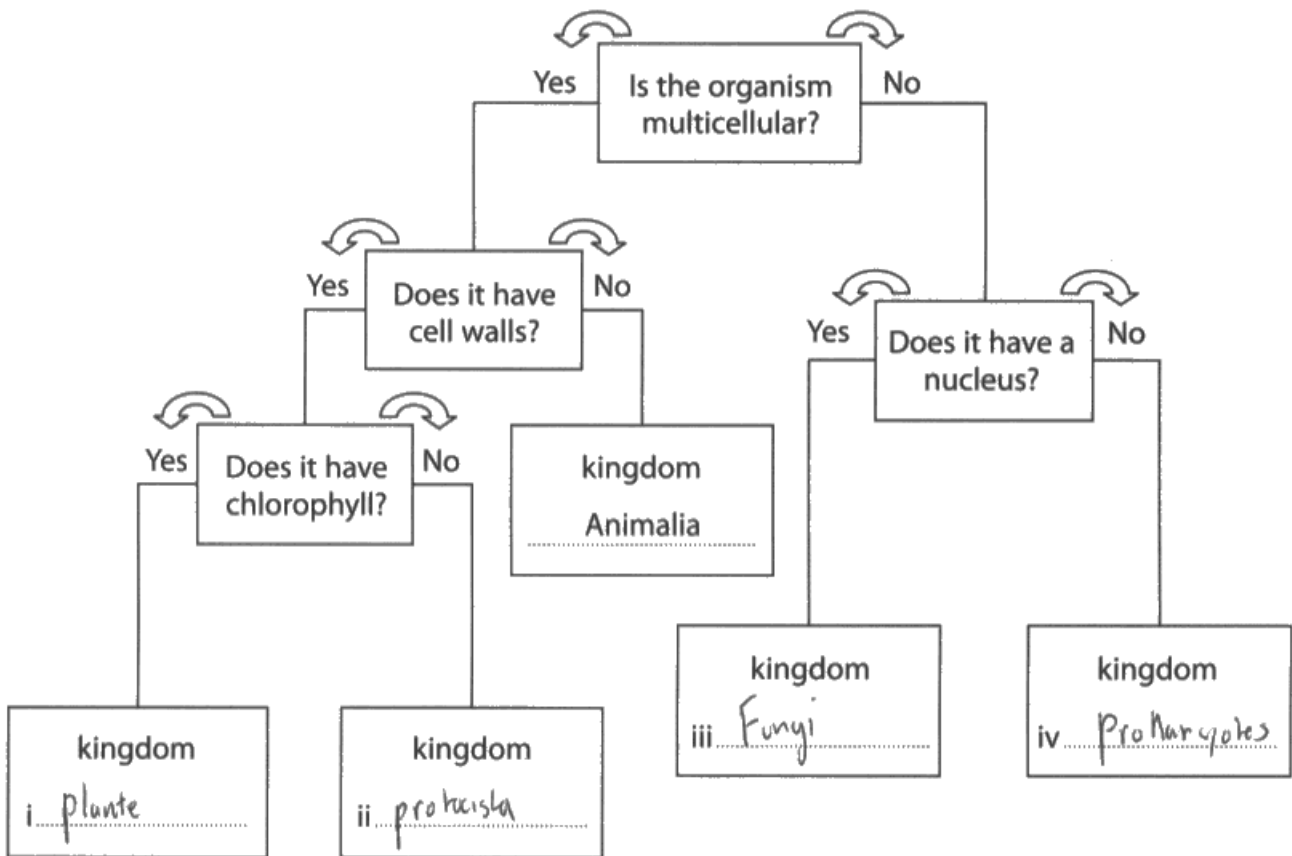 Is the organism
multicellular?
Yes
No
Does it have
cell walls?
Yes
No
Does it have a
nucleus?
Yes
No
Does it have
chlorophyll?
Yes
No
kingdom
Animalia
kingdom
i plante
kingdom
ii protocista
kingdom
iii Fungi
kingdom
iv proKaryotes